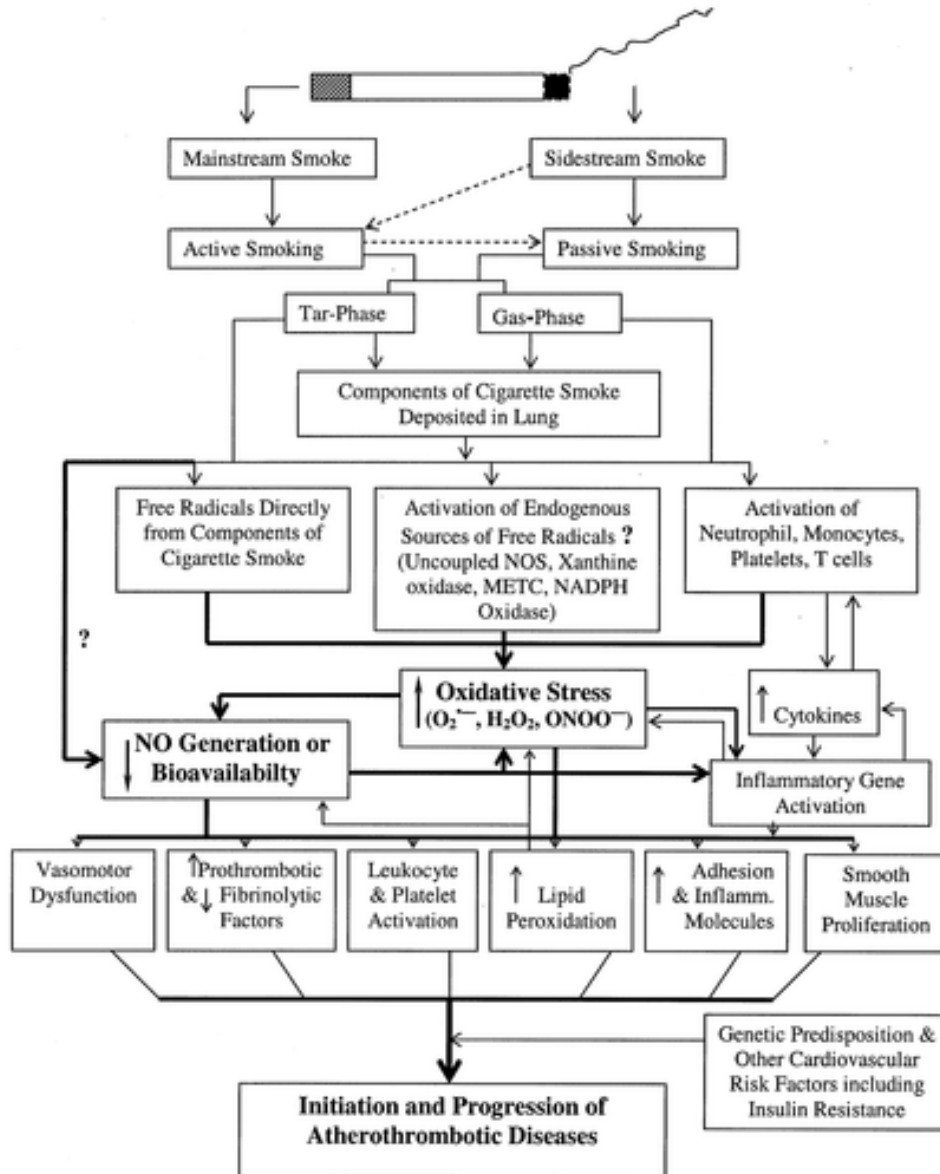 Mainstream Smoke
Sidestream Smoke
Active Smoking
Passive Smoking
Tar-Phase
Gas-Phase
Components of Cigarette Smoke
Deposited in Lung
Free Radicals Directly
from Components of
Cigarette Smoke
Activation of Endogenous
Sources of Free Radicals ?
(Uncoupled NOS, Xanthine
oxidase, METC, NADPH
Oxidase)
Activation of
Neutrophil, Monocytes,
Platelets, T cells
?
↑ Oxidative Stress
(O₂•—, H₂O₂, ONOO—)
↑ Cytokines
↓ NO Generation or
Bioavailabilty
Inflammatory Gene
Activation
Vasomotor
Dysfunction
↑Prothrombotic
& ↓ Fibrinolytic
Factors
Leukocyte
& Platelet
Activation
↑ Lipid
Peroxidation
↑ Adhesion
& Inflamm.
Molecules
Smooth
Muscle
Proliferation
Genetic Predisposition &
Other Cardiovascular
Risk Factors including
Insulin Resistance
Initiation and Progression of
Atherothrombotic Diseases